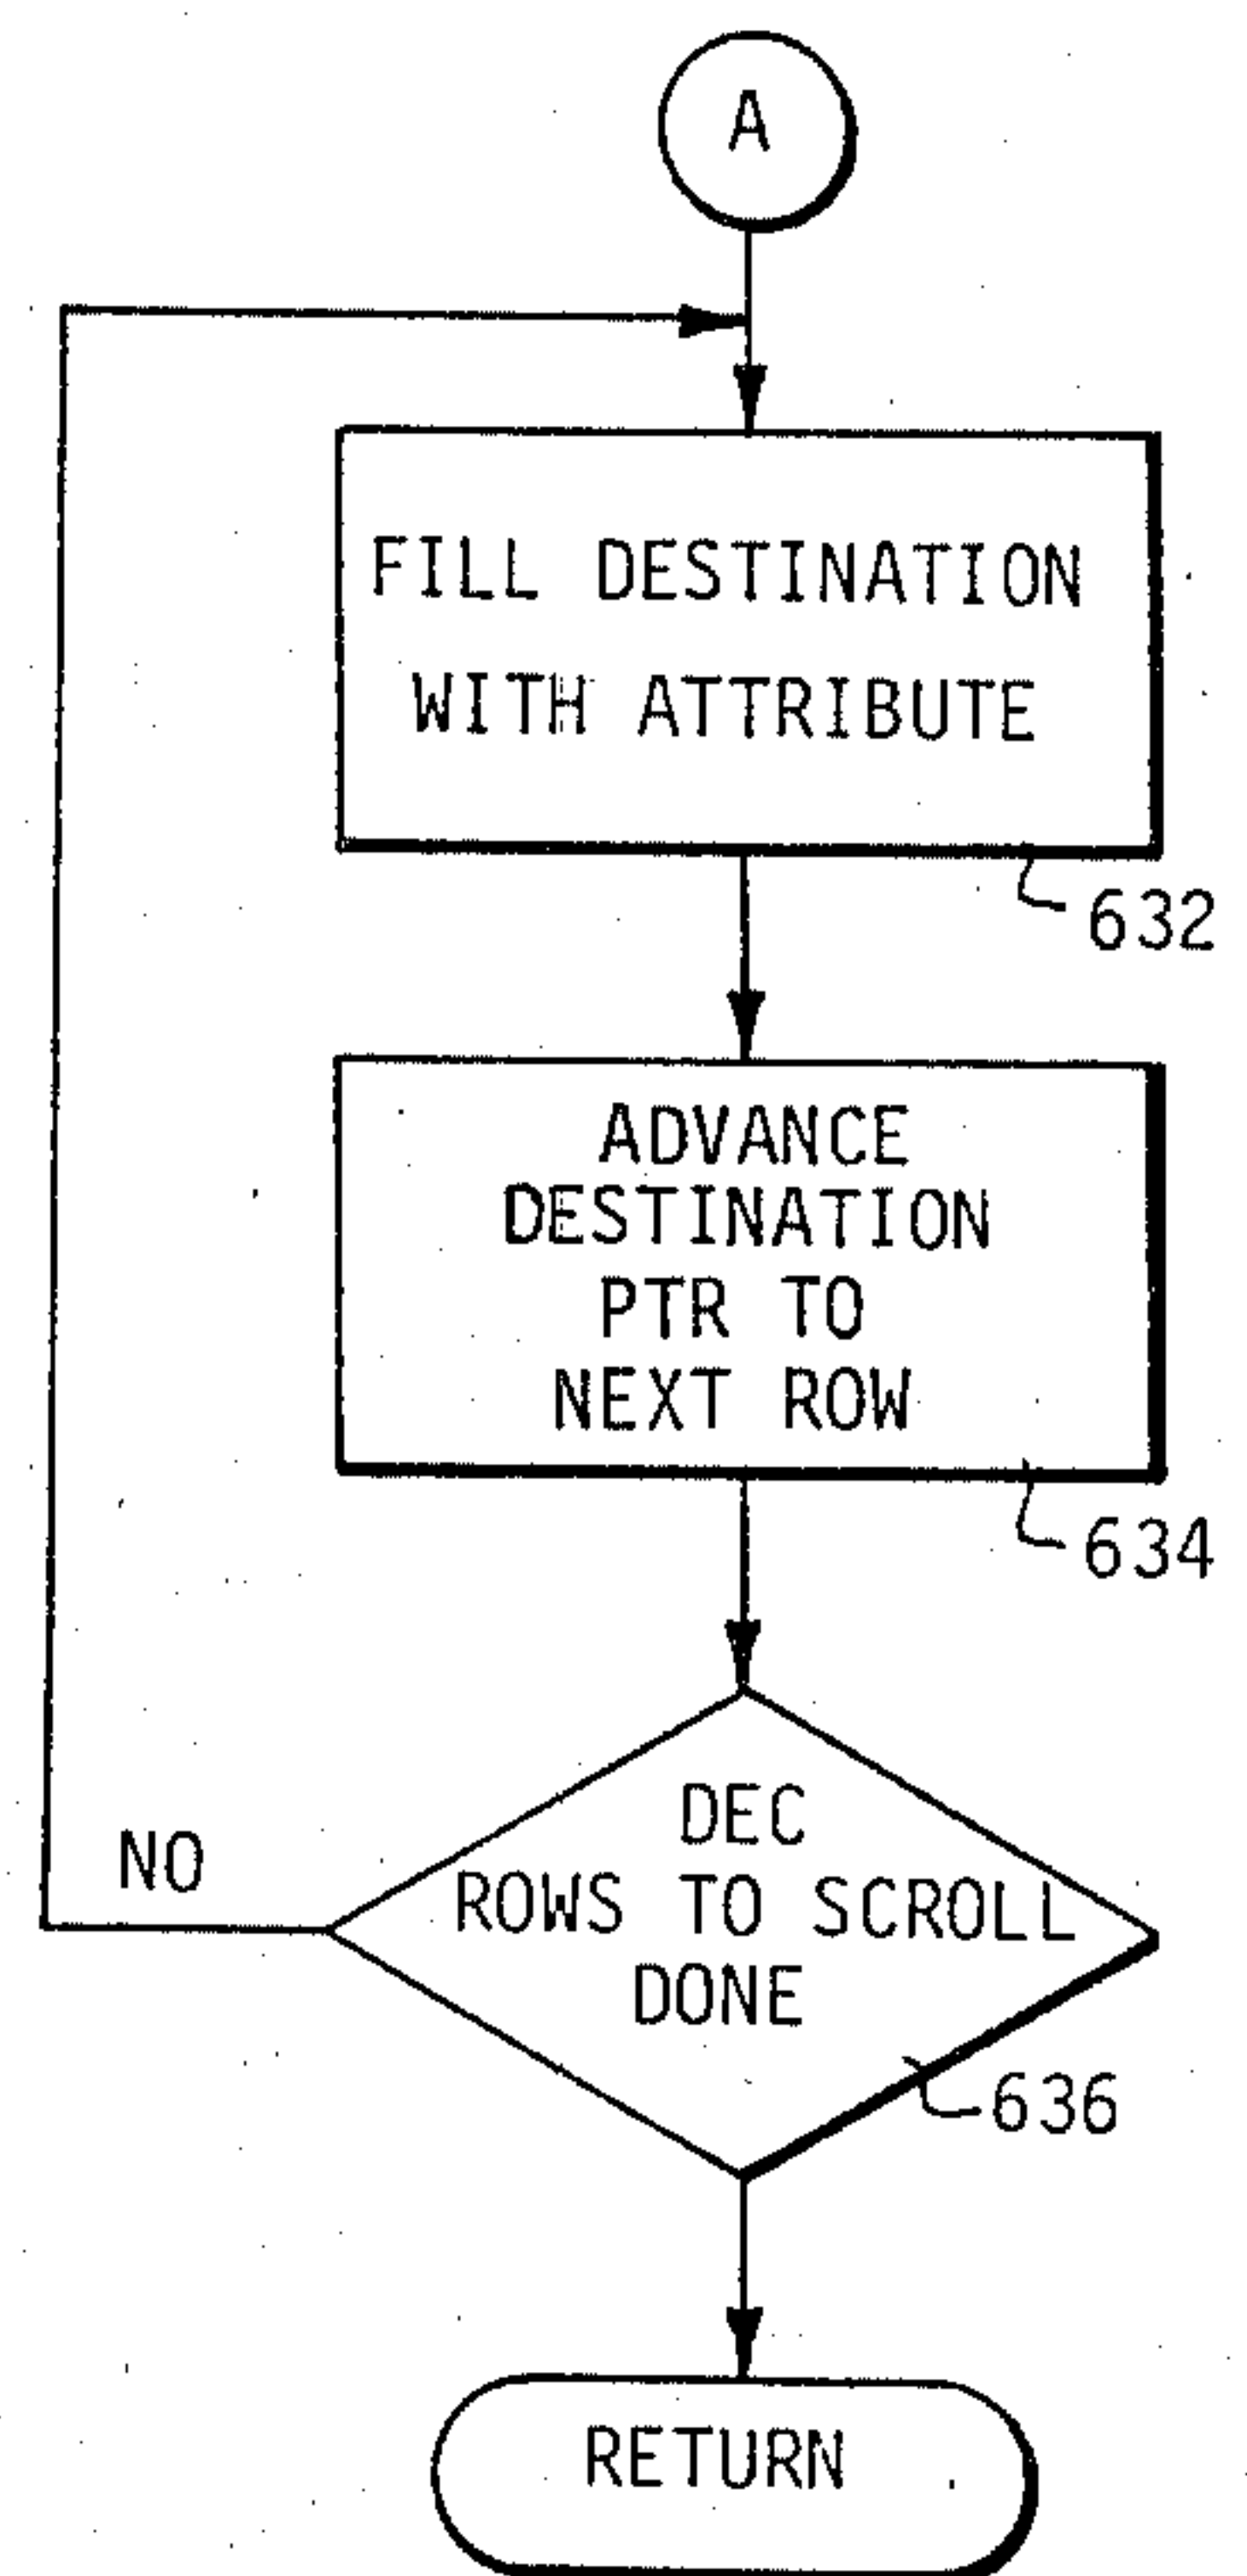 A
FILL DESTINATION
WITH ATTRIBUTE
632
ADVANCE
DESTINATION
PTR TO
NEXT ROW
634
DEC
ROWS TO SCROLL
DONE
NO
636
RETURN